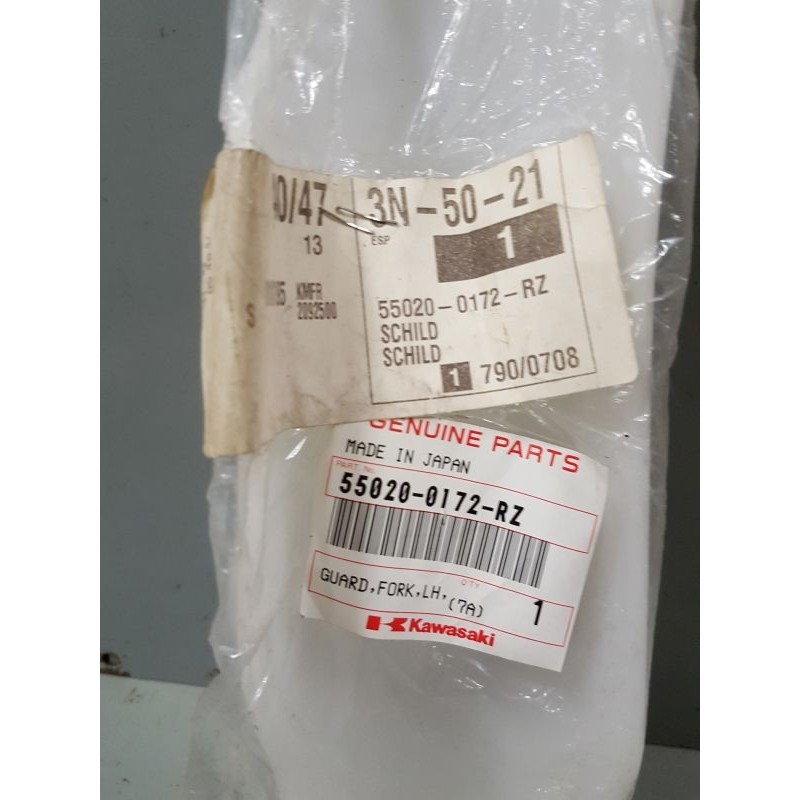 0/47 3N-50-21
13 ESP 1
KMFR
2092500
S
55020-0172-RZ
SCHILD
SCHILD
1 790/0708
GENUINE PARTS
MADE IN JAPAN
PART No.
55020-0172-RZ
QTY
GUARD,FORK,LH,(7A) 1
Kawasaki